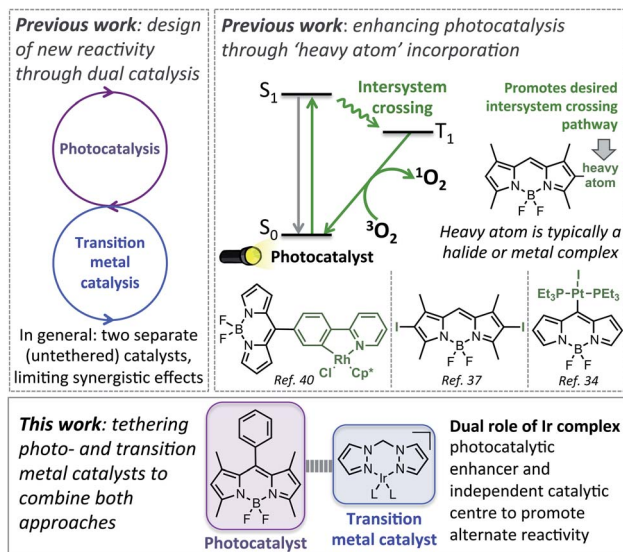 Previous work: design
of new reactivity
through dual catalysis
Photocatalysis
Transition
metal
catalysis
In general: two separate
(untethered) catalysts,
limiting synergistic effects
Previous work: enhancing photocatalysis
through ‘heavy atom’ incorporation
S1
Intersystem
crossing
T1
1O2
3O2
S0
Photocatalyst
Promotes desired
intersystem crossing
pathway
heavy
atom
N B N
F F
Heavy atom is typically a
halide or metal complex
F B N
F N
N
Rh
Cl Cp*
Ref. 40
I I
N B N
F F
Ref. 37
I
Et3P-Pt-PEt3
N B N
F F
Ref. 34
This work: tethering
photo- and transition
metal catalysts to
combine both
approaches
N B N
F F
Photocatalyst
N N
N N
Ir
L L
Transition
metal catalyst
Dual role of Ir complex
photocatalytic
enhancer and
independent catalytic
centre to promote
alternate reactivity